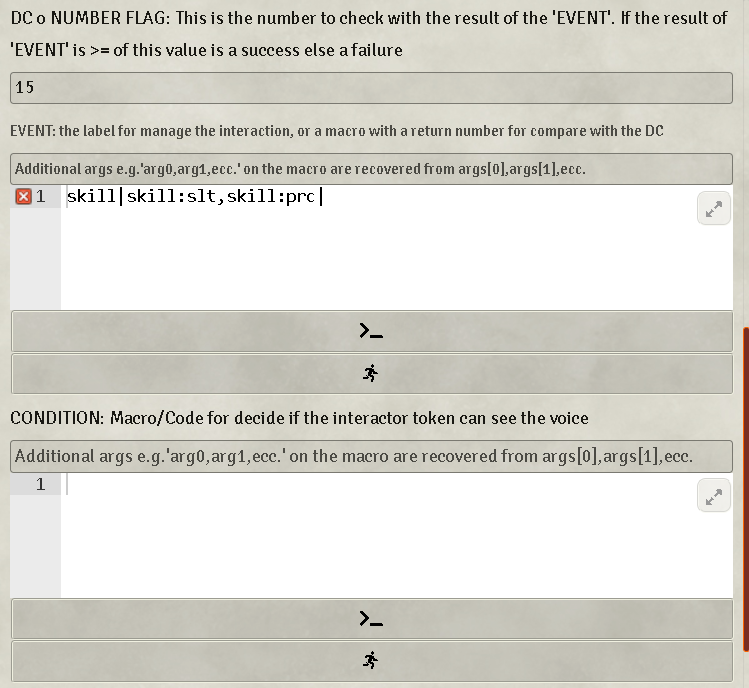 DC o NUMBER FLAG: This is the number to check with the result of the 'EVENT'. If the result of
'EVENT' is >= of this value is a success else a failure
15
EVENT: the label for manage the interaction, or a macro with a return number for compare with the DC
Additional args e.g.'arg0,arg1,ecc.' on the macro are recovered from args[0],args[1],ecc.
1 skill|skill:slt,skill:prc|
>_
CONDITION: Macro/Code for decide if the interactor token can see the voice
Additional args e.g.'arg0,arg1,ecc.' on the macro are recovered from args[0],args[1],ecc.
1
>_